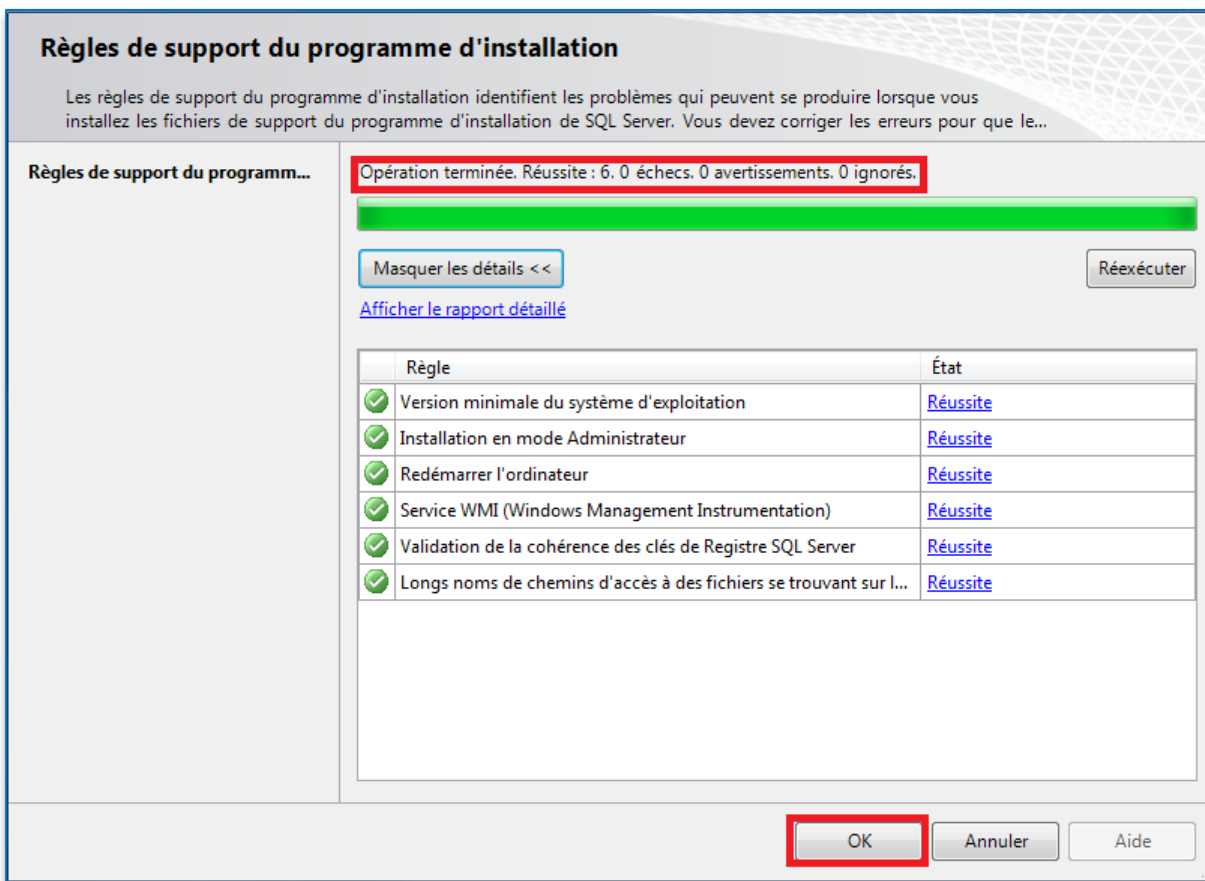 Règles de support du programme d'installation
Les règles de support du programme d'installation identifient les problèmes qui peuvent se produire lorsque vous
installez les fichiers de support du programme d'installation de SQL Server. Vous devez corriger les erreurs pour que le...
Règles de support du programm...
Opération terminée. Réussite : 6. 0 échecs. 0 avertissements. 0 ignorés.
Masquer les détails <<
Réexécuter
Afficher le rapport détaillé
Règle État
Version minimale du système d'exploitation Réussite
Installation en mode Administrateur Réussite
Redémarrer l'ordinateur Réussite
Service WMI (Windows Management Instrumentation) Réussite
Validation de la cohérence des clés de Registre SQL Server Réussite
Longs noms de chemins d'accès à des fichiers se trouvant sur l... Réussite
OK Annuler Aide